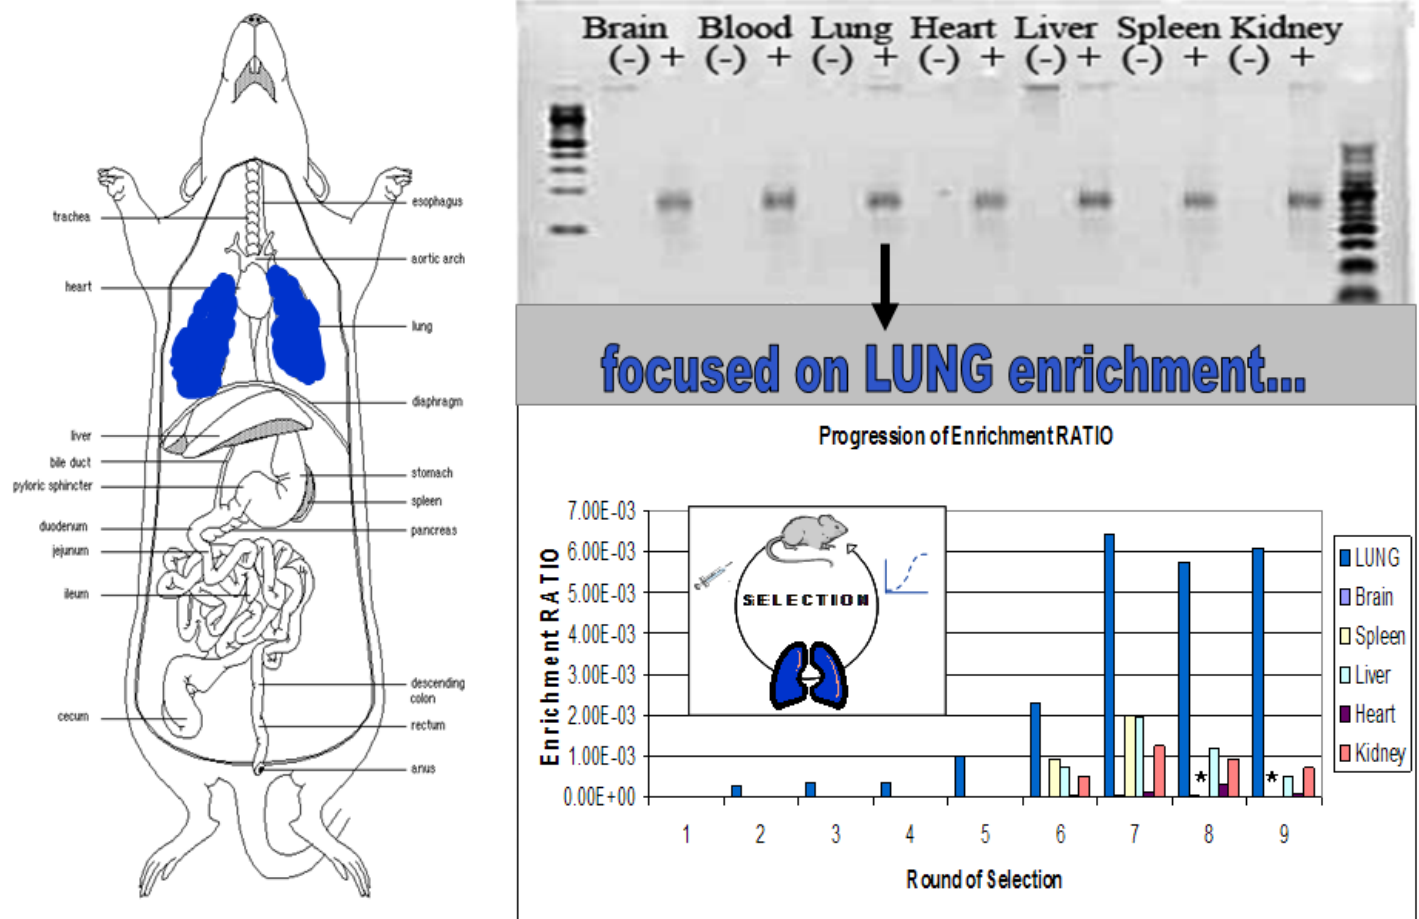 esophagus
trachea
aortic arch
heart
lung
diaphragm
liver
bile duct
stomach
pyloric sphincter
spleen
duodenum
pancreas
jejunum
ileum
descending
colon
cecum
rectum
anus
Brain Blood Lung Heart Liver Spleen Kidney
(-) + (-) + (-) + (-) + (-) + (-) + (-) +
focused on LUNG enrichment...
Progression of Enrichment RATIO
Enrichment RATIO
7.00E-03
6.00E-03
5.00E-03
4.00E-03
3.00E-03
2.00E-03
1.00E-03
0.00E+00
SELECTION
* *
1 2 3 4 5 6 7 8 9
Round of Selection
LUNG
Brain
Spleen
Liver
Heart
Kidney